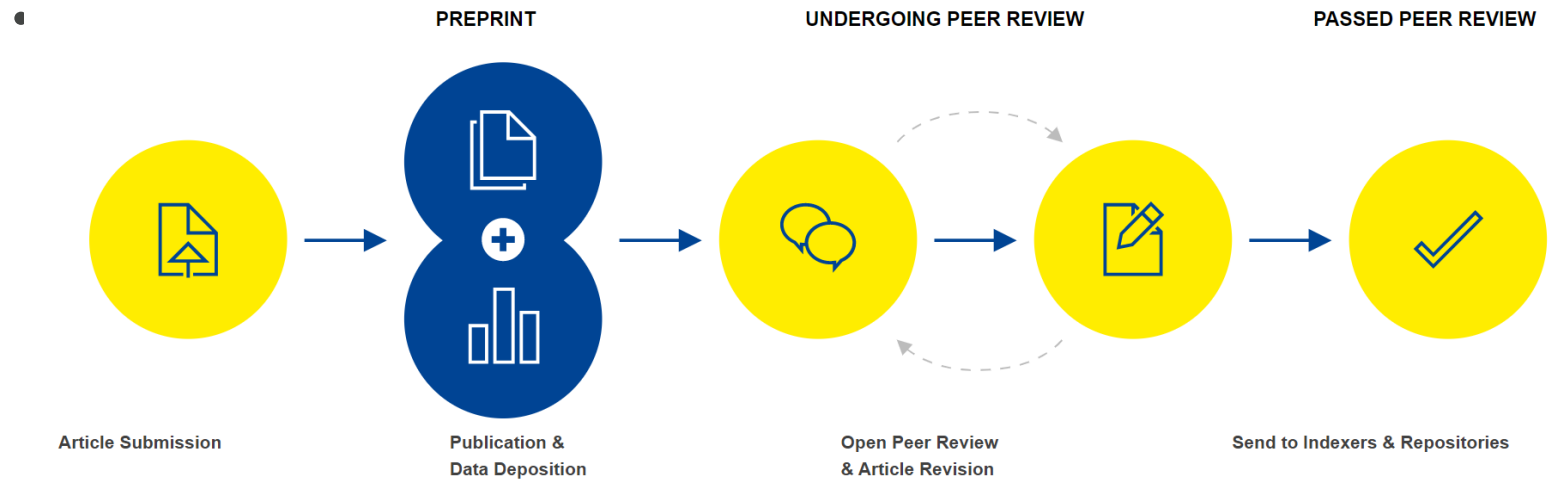 PREPRINT
UNDERGOING PEER REVIEW
PASSED PEER REVIEW
Article Submission
Publication &
Data Deposition
Open Peer Review
& Article Revision
Send to Indexers & Repositories